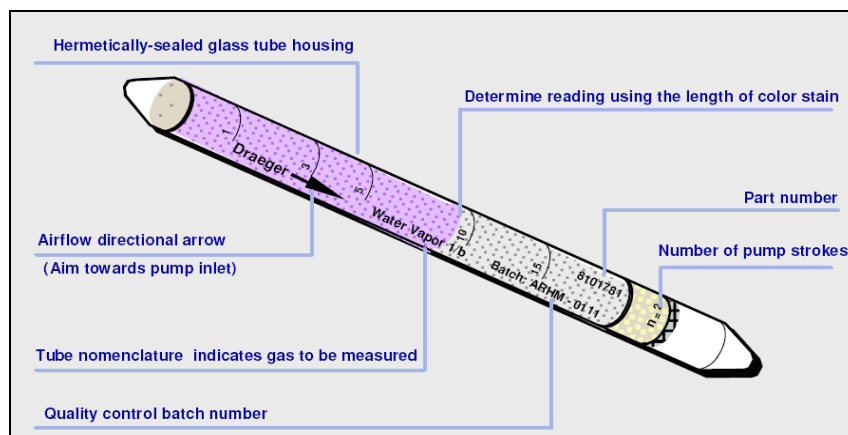 Hermetically-sealed glass tube housing
Determine reading using the length of color stain
Part number
Number of pump strokes
Airflow directional arrow
(Aim towards pump inlet)
Tube nomenclature indicates gas to be measured
Quality control batch number
1
3
5
10
15
Draeger
Water Vapor 1/b
Batch: ARHM - 0111
8101781
n = 2